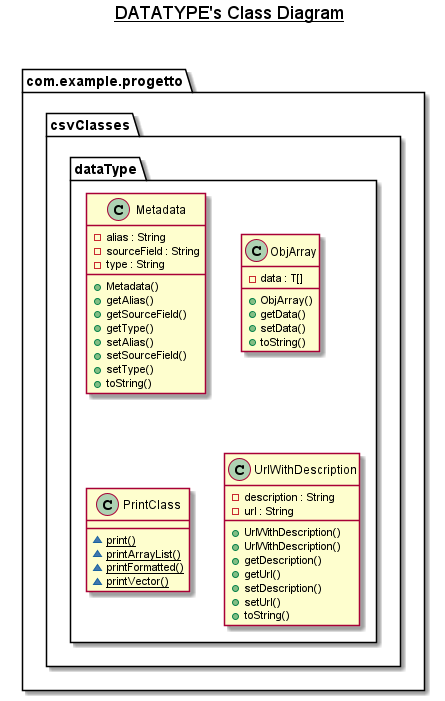 DATATYPE's Class Diagram
com.example.progetto
csvClasses
dataType
C Metadata
alias : String
sourceField : String
type : String
Metadata()
getAlias()
getSourceField()
getType()
setAlias()
setSourceField()
setType()
toString()
C ObjArray
data : T[]
ObjArray()
getData()
setData()
toString()
C PrintClass
print()
printArrayList()
printFormatted()
printVector()
C UrlWithDescription
description : String
url : String
UrlWithDescription()
UrlWithDescription()
getDescription()
getUrl()
setDescription()
setUrl()
toString()